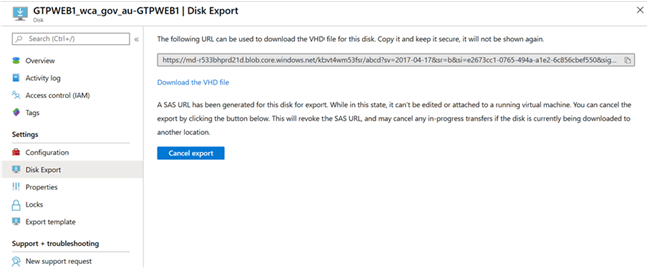 GTPWEB1_wca_gov_au-GTPWEB1 | Disk Export
Disk
Search (Ctrl+/)
Overview
Activity log
Access control (IAM)
Tags
Settings
Configuration
Disk Export
Properties
Locks
Export template
Support + troubleshooting
New support request
The following URL can be used to download the VHD file for this disk. Copy it and keep it secure, it will not be shown again.
https://md-r533bhprd21d.blob.core.windows.net/kbvt4wm53fsr/abcd?sv=2017-04-17&sr=b&si=e2673cc1-0765-494a-a1e2-6c856cbef550&sig...
Download the VHD file
A SAS URL has been generated for this disk for export. While in this state, it can't be edited or attached to a running virtual machine. You can cancel the
export by clicking the button below. This will revoke the SAS URL, and may cancel any in-progress transfers if the disk is currently being downloaded to
another location.
Cancel export